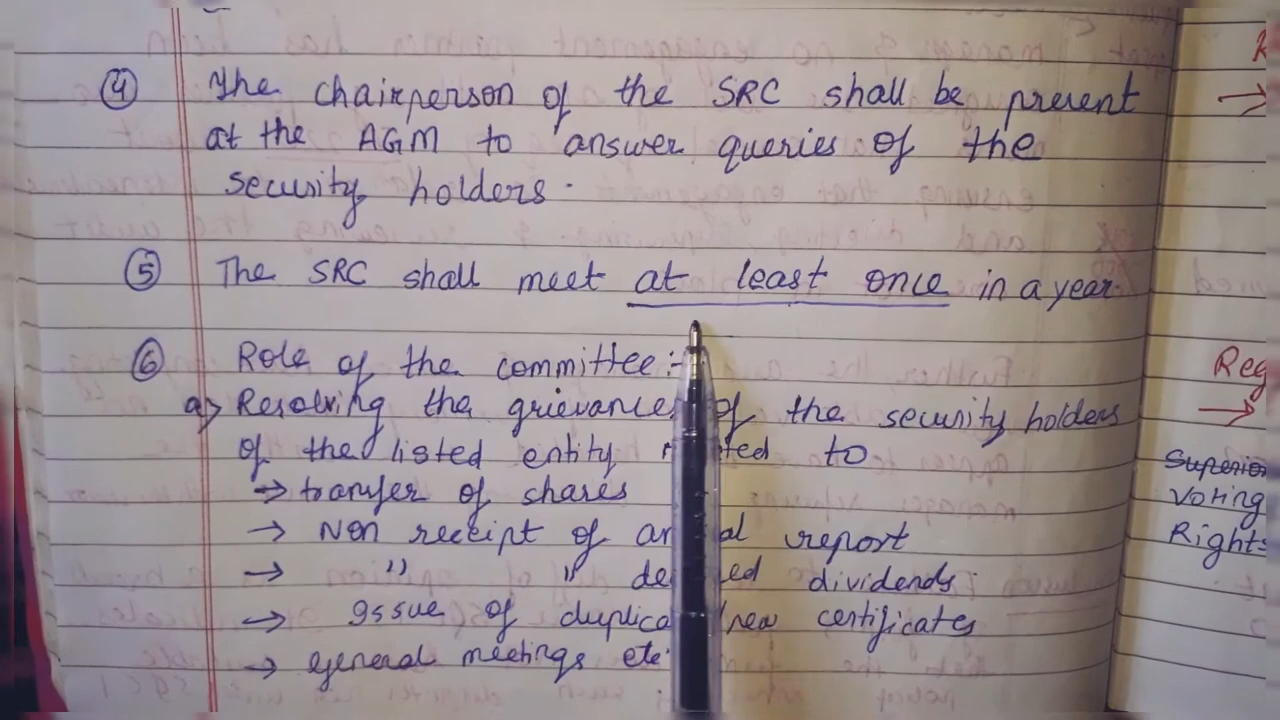 ④ The chairperson of the SRC shall be present
at the AGM to answer queries of the
security holders.
⑤ The SRC shall meet at least once in a year.
⑥ Role of the committee:-
a) Resolving the grievances of the security holders
of the listed entity to
→ transfer of shares
→ Non receipt of report
→ " " dividends
→ Issue of new certificates
→ general meetings etc.
Reg
→
Superior
Voting
Rights